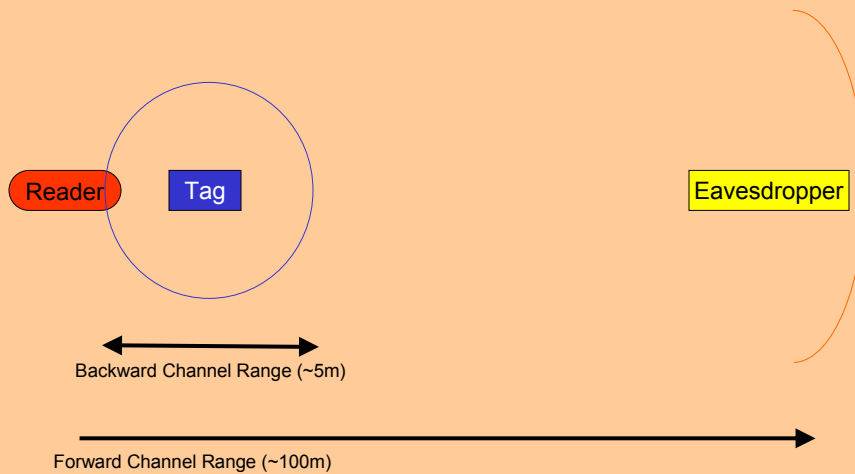 Reader
Tag
Eavesdropper
Backward Channel Range (~5m)
Forward Channel Range (~100m)